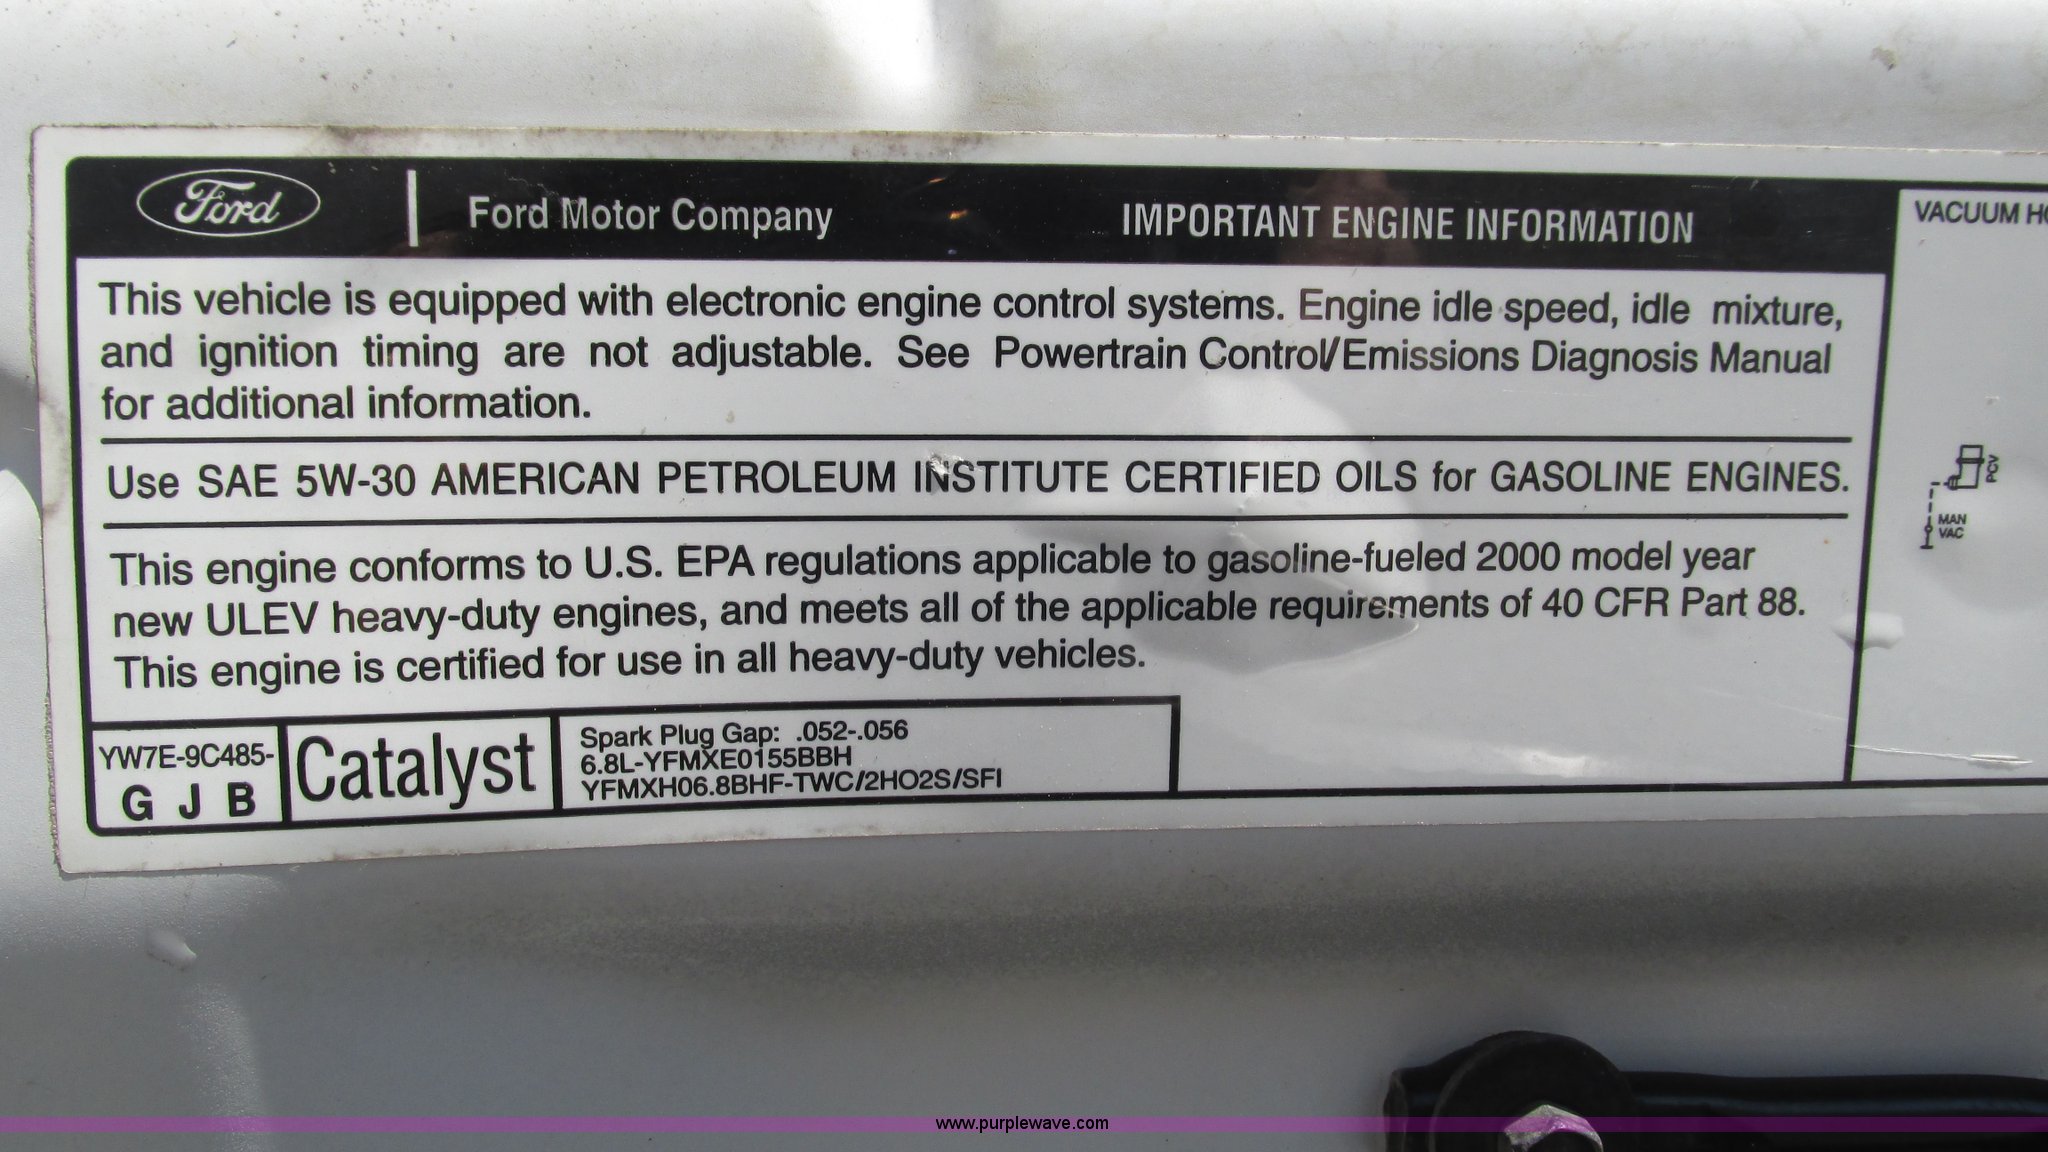 Ford
Ford Motor Company
IMPORTANT ENGINE INFORMATION
This vehicle is equipped with electronic engine control systems. Engine idle speed, idle mixture,
and ignition timing are not adjustable. See Powertrain Control/Emissions Diagnosis Manual
for additional information.
Use SAE 5W-30 AMERICAN PETROLEUM INSTITUTE CERTIFIED OILS for GASOLINE ENGINES.
This engine conforms to U.S. EPA regulations applicable to gasoline-fueled 2000 model year
new ULEV heavy-duty engines, and meets all of the applicable requirements of 40 CFR Part 88.
This engine is certified for use in all heavy-duty vehicles.
YW7E-9C485-
G J B
Catalyst
Spark Plug Gap: .052-.056
6.8L-YFMXE0155BBH
YFMXH06.8BHF-TWC/2HO2S/SFI
VACUUM
PCV
MAN
VAC
www.purplewave.com